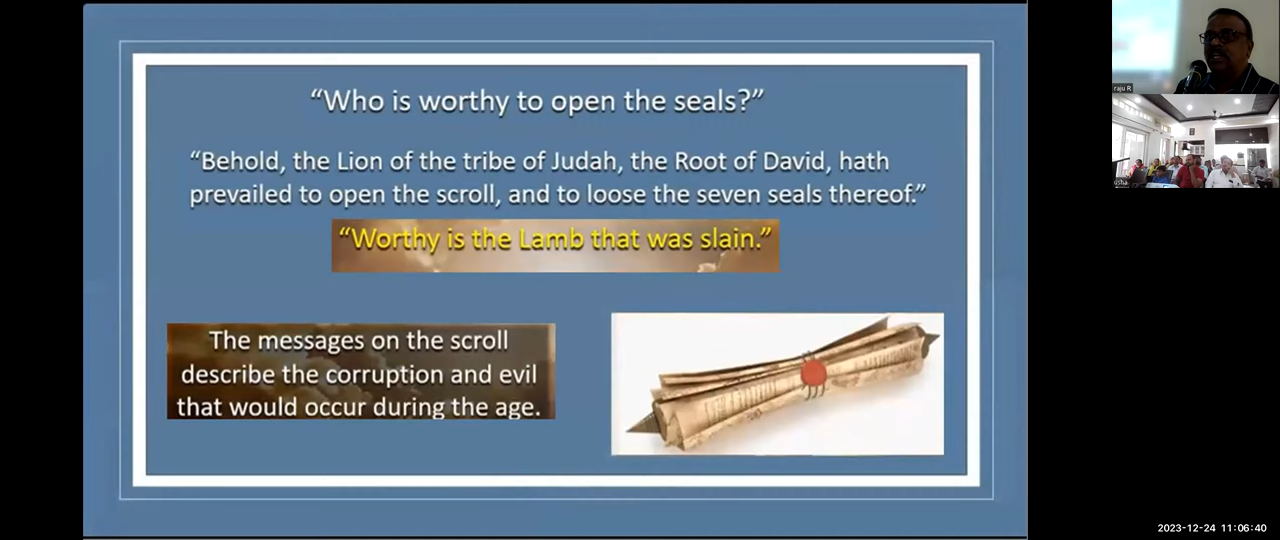 “Who is worthy to open the seals?”
“Behold, the Lion of the tribe of Judah, the Root of David, hath
prevailed to open the scroll, and to loose the seven seals thereof.”
“Worthy is the Lamb that was slain.”
The messages on the scroll
describe the corruption and evil
that would occur during the age.
raju R
usha
2023-12-24 11:06:40